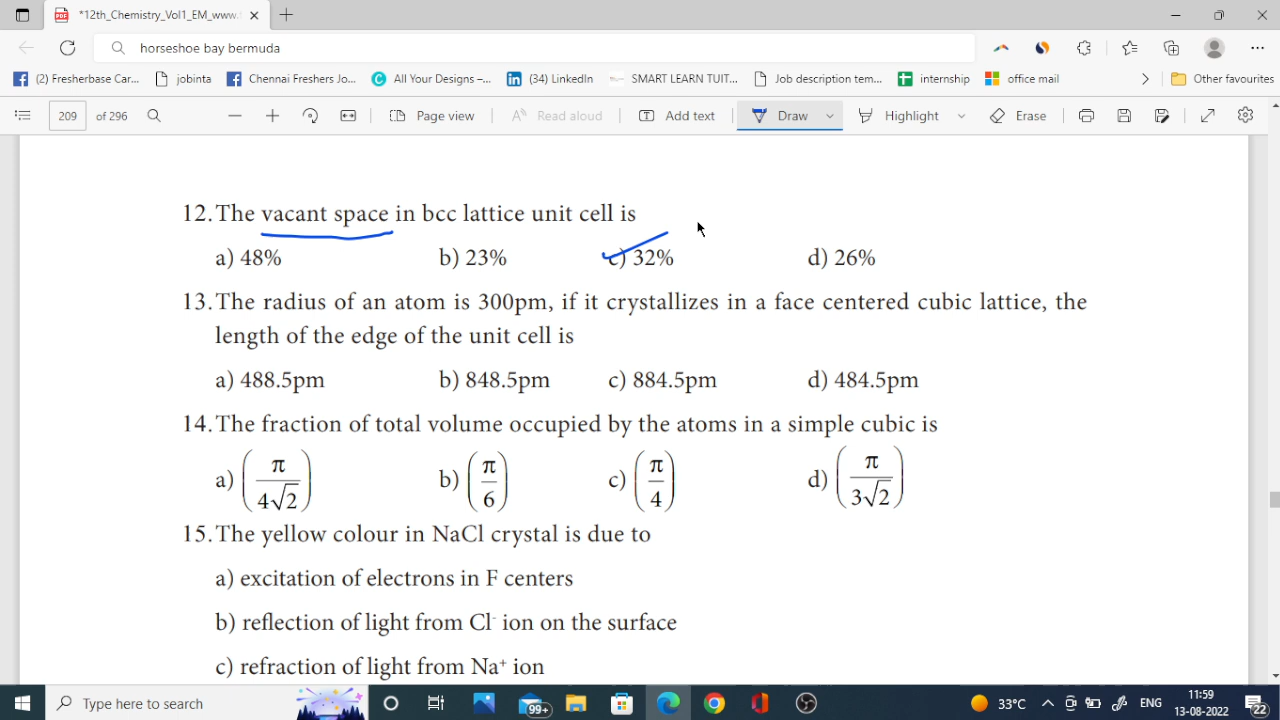 *12th_Chemistry_Vol1_EM_www.
horseshoe bay bermuda
(2) Fresherbase Car... jobinta Chennai Freshers Jo... All Your Designs –... (34) LinkedIn SMART LEARN TUIT... Job description tem... internship office mail Other favourites
209 of 296 Page view Read aloud Add text Draw Highlight Erase
12. The vacant space in bcc lattice unit cell is
a) 48% b) 23% c) 32% d) 26%
13. The radius of an atom is 300pm, if it crystallizes in a face centered cubic lattice, the
length of the edge of the unit cell is
a) 488.5pm b) 848.5pm c) 884.5pm d) 484.5pm
14. The fraction of total volume occupied by the atoms in a simple cubic is
a) (π/4√2) b) (π/6) c) (π/4) d) (π/3√2)
15. The yellow colour in NaCl crystal is due to
a) excitation of electrons in F centers
b) reflection of light from Cl⁻ ion on the surface
c) refraction of light from Na⁺ ion
Type here to search 99+ 33°C ENG 11:59
13-08-2022 22